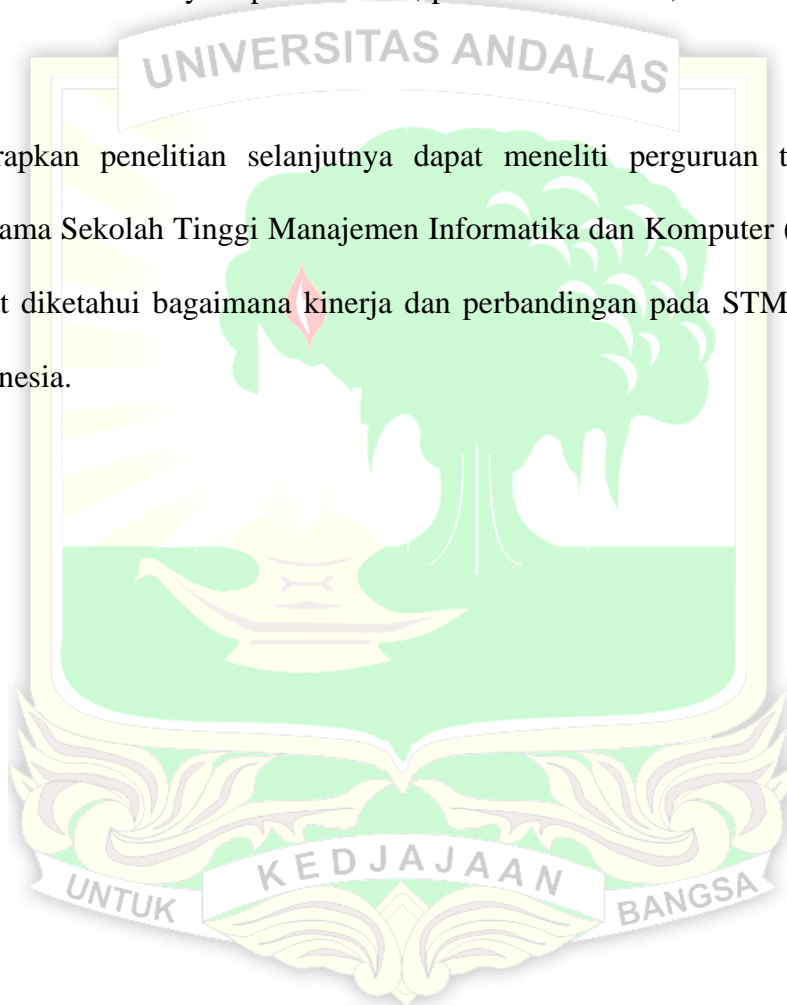 UNIVERSITAS ANDALAS
rapkan penelitian selanjutnya dapat meneliti perguruan t
ama Sekolah Tinggi Manajemen Informatika dan Komputer (
t diketahui bagaimana kinerja dan perbandingan pada STM
nesia.
UNTUK KEDJAJAAN BANGSA